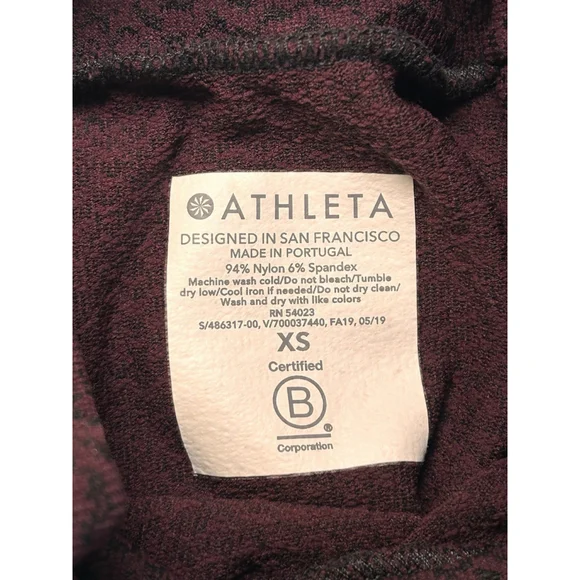 ATHLETA
DESIGNED IN SAN FRANCISCO
MADE IN PORTUGAL
94% Nylon 6% Spandex
Machine wash cold/Do not bleach/Tumble
dry low/Cool iron if needed/Do not dry clean/
Wash and dry with like colors
RN 54023
S/486317-00, V/700037440, FA19, 05/19
XS
Certified
B
®
Corporation